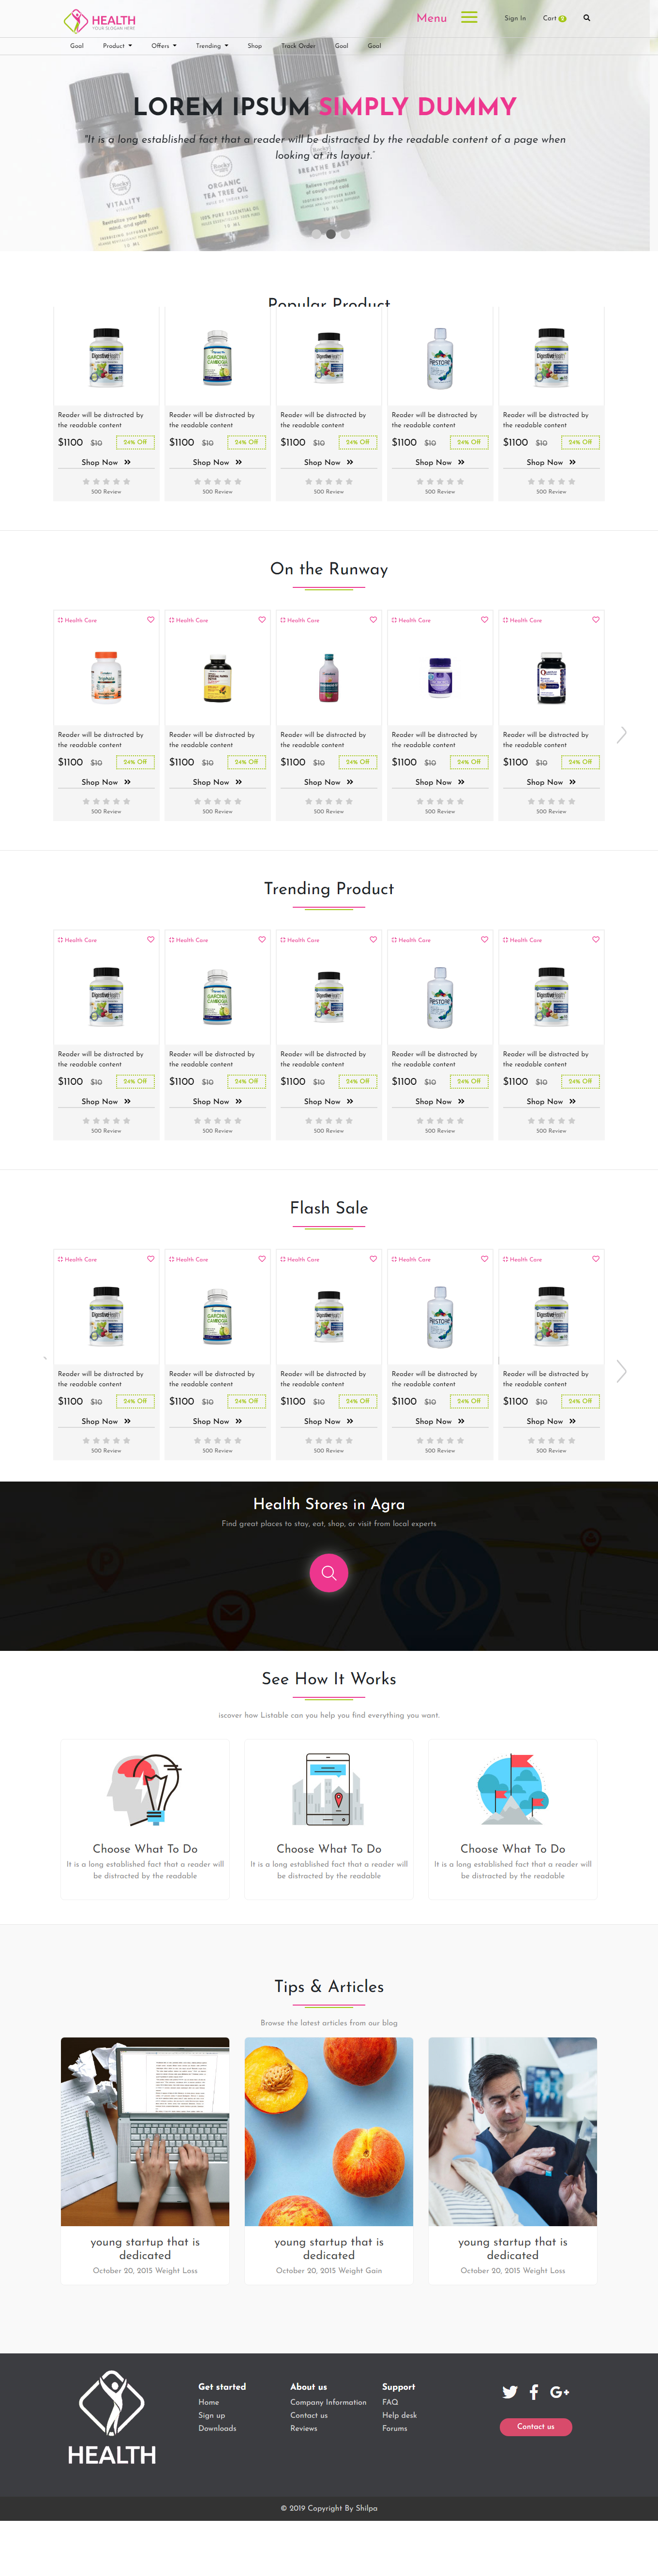 HEALTH
YOUR SLOGAN HERE
Menu
Sign In
Cart
Goal Product Offers Trending Shop Track Order Goal Goal
LOREM IPSUM SIMPLY DUMMY
"It is a long established fact that a reader will be distracted by the readable content of a page when
looking at its layout."
VITALITY
ORGANIC
TEA TREE OIL
BREATHE EASY
Popular Product
Reader will be distracted by
the readable content
$1100 $10 24% Off
Shop Now
500 Review
Reader will be distracted by
the readable content
$1100 $10 24% Off
Shop Now
500 Review
Reader will be distracted by
the readable content
$1100 $10 24% Off
Shop Now
500 Review
Reader will be distracted by
the readable content
$1100 $10 24% Off
Shop Now
500 Review
Reader will be distracted by
the readable content
$1100 $10 24% Off
Shop Now
500 Review
On the Runway
Health Care
Reader will be distracted by
the readable content
$1100 $10 24% Off
Shop Now
500 Review
Health Care
Reader will be distracted by
the readable content
$1100 $10 24% Off
Shop Now
500 Review
Health Care
Reader will be distracted by
the readable content
$1100 $10 24% Off
Shop Now
500 Review
Health Care
Reader will be distracted by
the readable content
$1100 $10 24% Off
Shop Now
500 Review
Health Care
Reader will be distracted by
the readable content
$1100 $10 24% Off
Shop Now
500 Review
Trending Product
Health Care
Reader will be distracted by
the readable content
$1100 $10 24% Off
Shop Now
500 Review
Health Care
Reader will be distracted by
the readable content
$1100 $10 24% Off
Shop Now
500 Review
Health Care
Reader will be distracted by
the readable content
$1100 $10 24% Off
Shop Now
500 Review
Health Care
Reader will be distracted by
the readable content
$1100 $10 24% Off
Shop Now
500 Review
Health Care
Reader will be distracted by
the readable content
$1100 $10 24% Off
Shop Now
500 Review
Flash Sale
Health Care
Reader will be distracted by
the readable content
$1100 $10 24% Off
Shop Now
500 Review
Health Care
Reader will be distracted by
the readable content
$1100 $10 24% Off
Shop Now
500 Review
Health Care
Reader will be distracted by
the readable content
$1100 $10 24% Off
Shop Now
500 Review
Health Care
Reader will be distracted by
the readable content
$1100 $10 24% Off
Shop Now
500 Review
Health Care
Reader will be distracted by
the readable content
$1100 $10 24% Off
Shop Now
500 Review
Health Stores in Agra
Find great places to stay, eat, shop, or visit from local experts
See How It Works
iscover how Listable can you help you find everything you want.
Choose What To Do
It is a long established fact that a reader will
be distracted by the readable
Choose What To Do
It is a long established fact that a reader will
be distracted by the readable
Choose What To Do
It is a long established fact that a reader will
be distracted by the readable
Tips & Articles
Browse the latest articles from our blog
young startup that is
dedicated
October 20, 2015 Weight Loss
young startup that is
dedicated
October 20, 2015 Weight Gain
young startup that is
dedicated
October 20, 2015 Weight Loss
HEALTH
Get started
Home
Sign up
Downloads
About us
Company Information
Contact us
Reviews
Support
FAQ
Help desk
Forums
Contact us
© 2019 Copyright By Shilpa